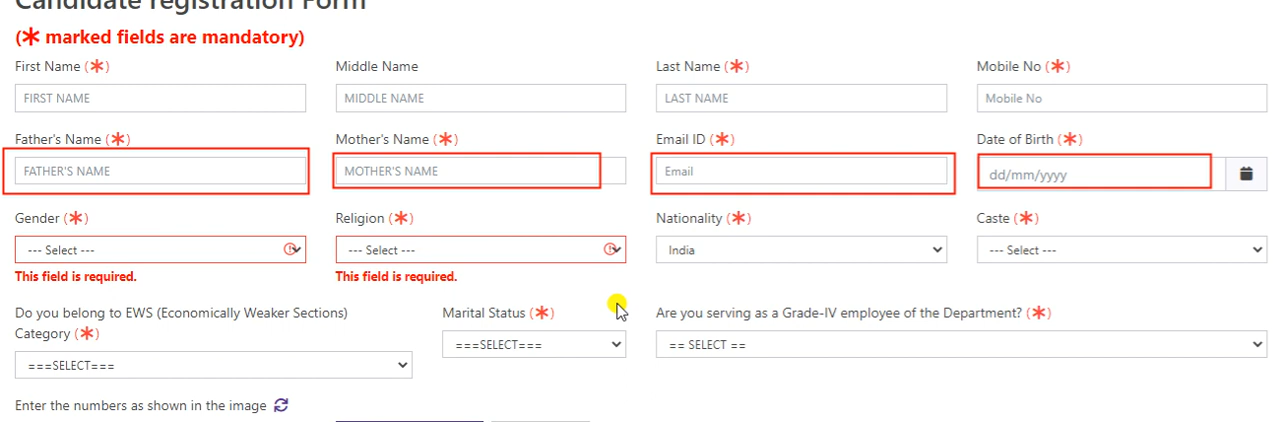 Candidate registration Form
(* marked fields are mandatory)
First Name (*) Middle Name Last Name (*) Mobile No (*)
FIRST NAME MIDDLE NAME LAST NAME Mobile No
Father's Name (*) Mother's Name (*) Email ID (*) Date of Birth (*)
FATHER'S NAME MOTHER'S NAME Email dd/mm/yyyy
Gender (*) Religion (*) Nationality (*) Caste (*)
--- Select --- --- Select --- India --- Select ---
This field is required. This field is required.
Do you belong to EWS (Economically Weaker Sections)
Category (*)
===SELECT===
Marital Status (*)
===SELECT===
Are you serving as a Grade-IV employee of the Department? (*)
== SELECT ==
Enter the numbers as shown in the image